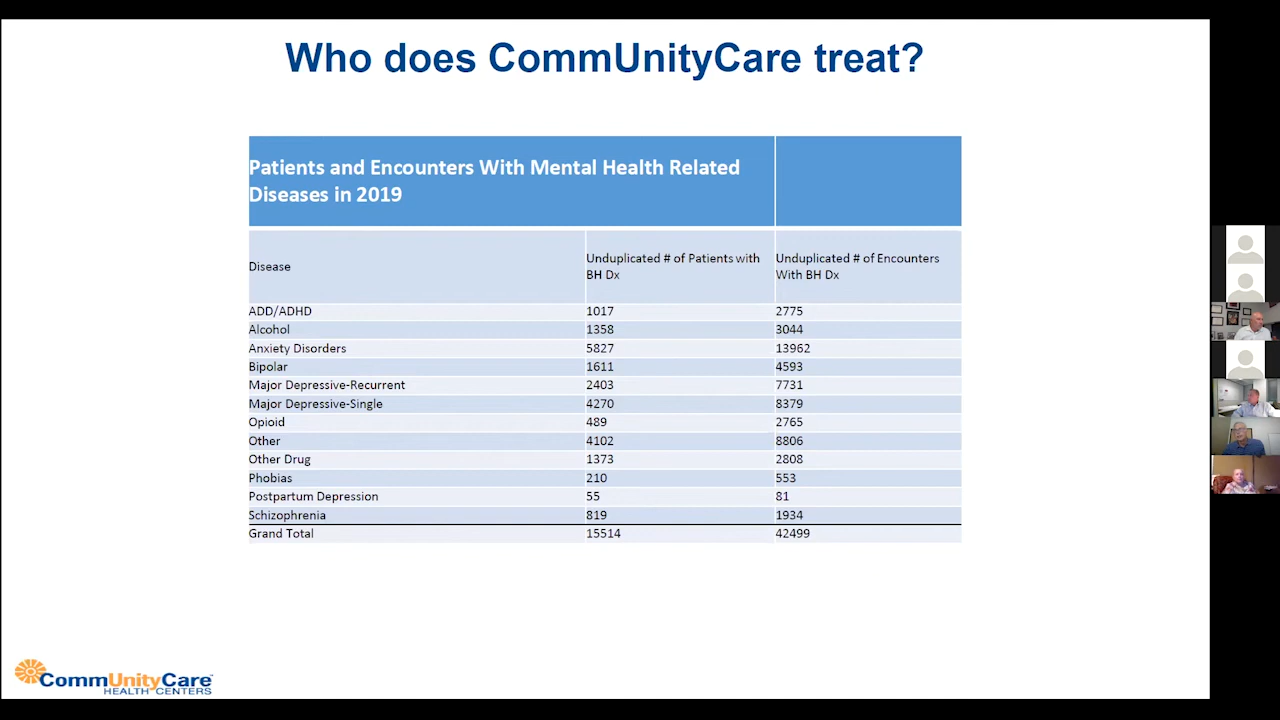 Who does CommUnityCare treat?
Patients and Encounters With Mental Health Related
Diseases in 2019
Disease
Unduplicated # of Patients with
BH Dx
Unduplicated # of Encounters
With BH Dx
ADD/ADHD 1017 2775
Alcohol 1358 3044
Anxiety Disorders 5827 13962
Bipolar 1611 4593
Major Depressive-Recurrent 2403 7731
Major Depressive-Single 4270 8379
Opioid 489 2765
Other 4102 8806
Other Drug 1373 2808
Phobias 210 553
Postpartum Depression 55 81
Schizophrenia 819 1934
Grand Total 15514 42499
CommUnityCare
HEALTH CENTERS